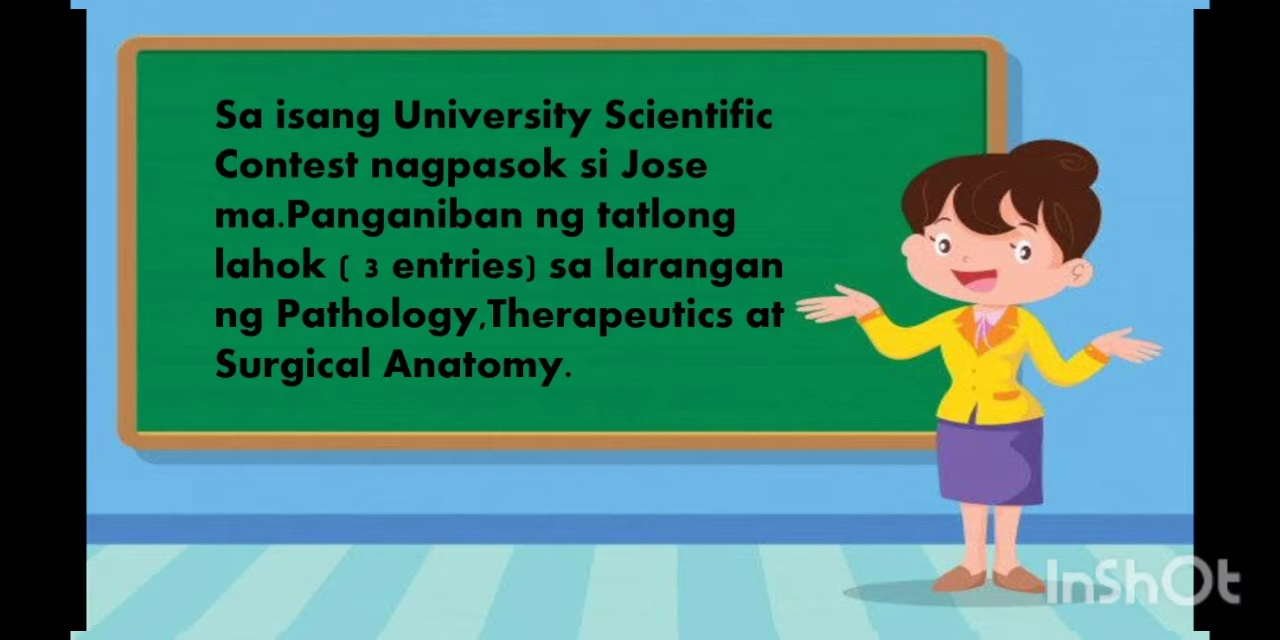 Sa isang University Scientific
Contest nagpasok si Jose
ma.Panganiban ng tatlong
lahok ( 3 entries) sa larangan
ng Pathology,Therapeutics at
Surgical Anatomy.
InShOt